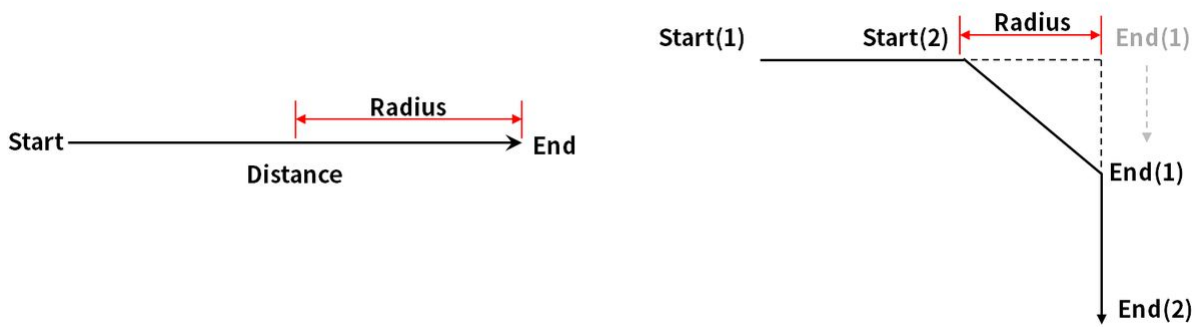 Radius
Start
End
Distance
Start(1)
Start(2)
Radius
End(1)
End(1)
End(2)